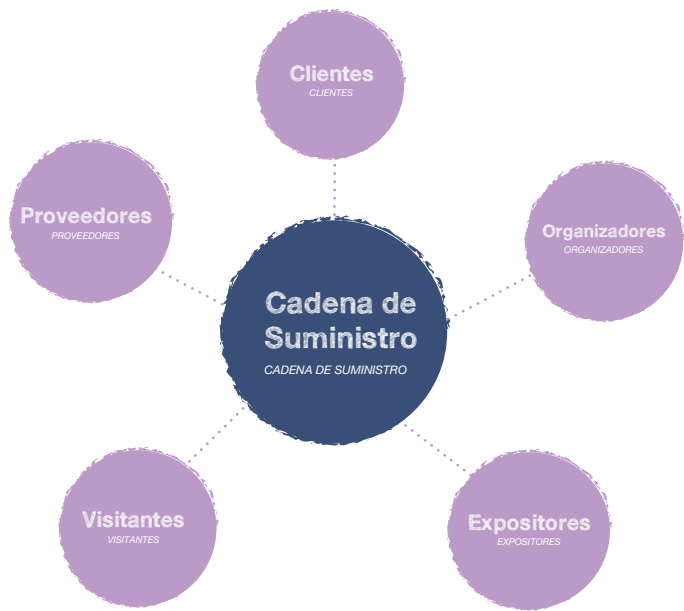 Clientes
CLIENTES
Proveedores
PROVEEDORES
Organizadores
ORGANIZADORES
Cadena de
Suministro
CADENA DE SUMINISTRO
Visitantes
VISITANTES
Expositores
EXPOSITORES